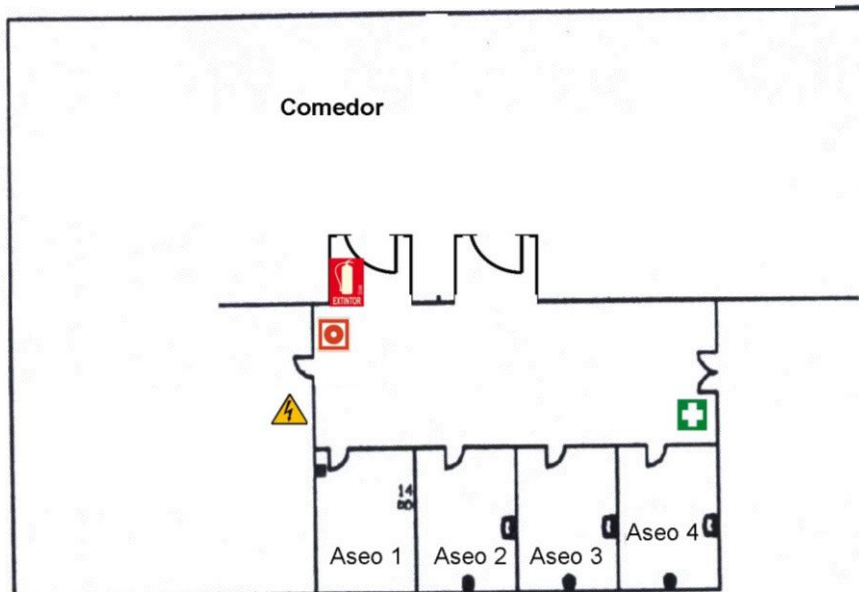 Comedor
EXTINTOR
14
Aseo 1
Aseo 2
Aseo 3
Aseo 4